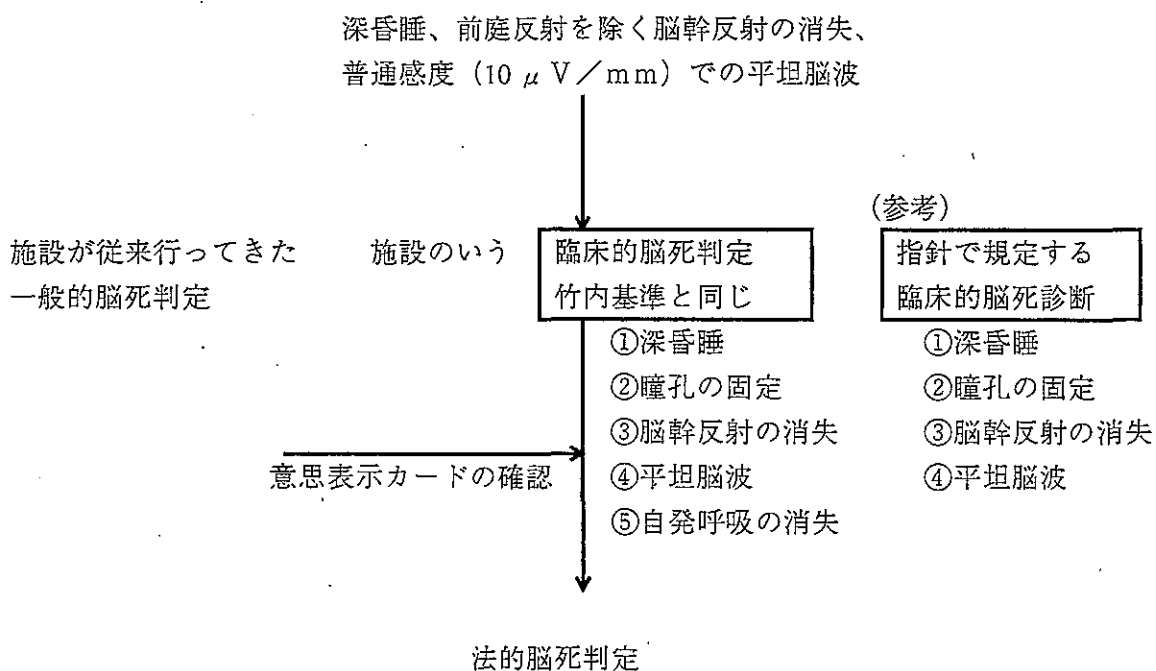 深昏睡、前庭反射を除く脳幹反射の消失、
普通感度（10 μ V／mm）での平坦脳波
(参考)
施設が従来行ってきた
一般的脳死判定
施設のいう
臨床的脳死判定
竹内基準と同じ
指針で規定する
臨床的脳死診断
①深昏睡
②瞳孔の固定
③脳幹反射の消失
④平坦脳波
⑤自発呼吸の消失
①深昏睡
②瞳孔の固定
③脳幹反射の消失
④平坦脳波
意思表示カードの確認
法的脳死判定